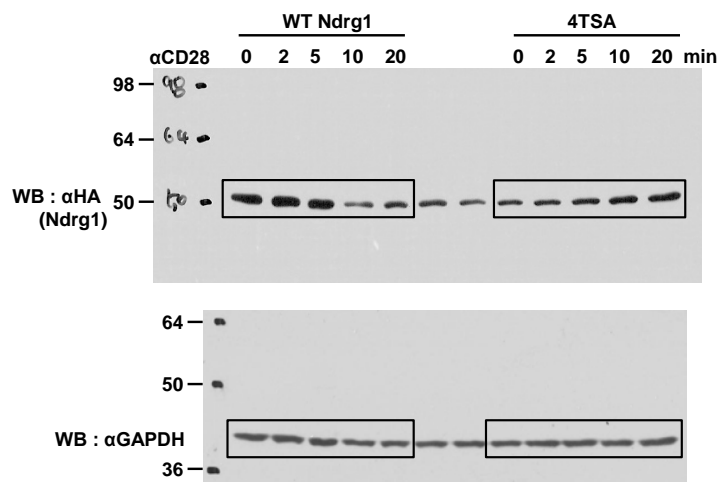 WT Ndrg1 4TSA
αCD28 0 2 5 10 20 0 2 5 10 20 min
98 98
64 64
WB : αHA 50 50
(Ndrg1)
64
50
WB : αGAPDH
36